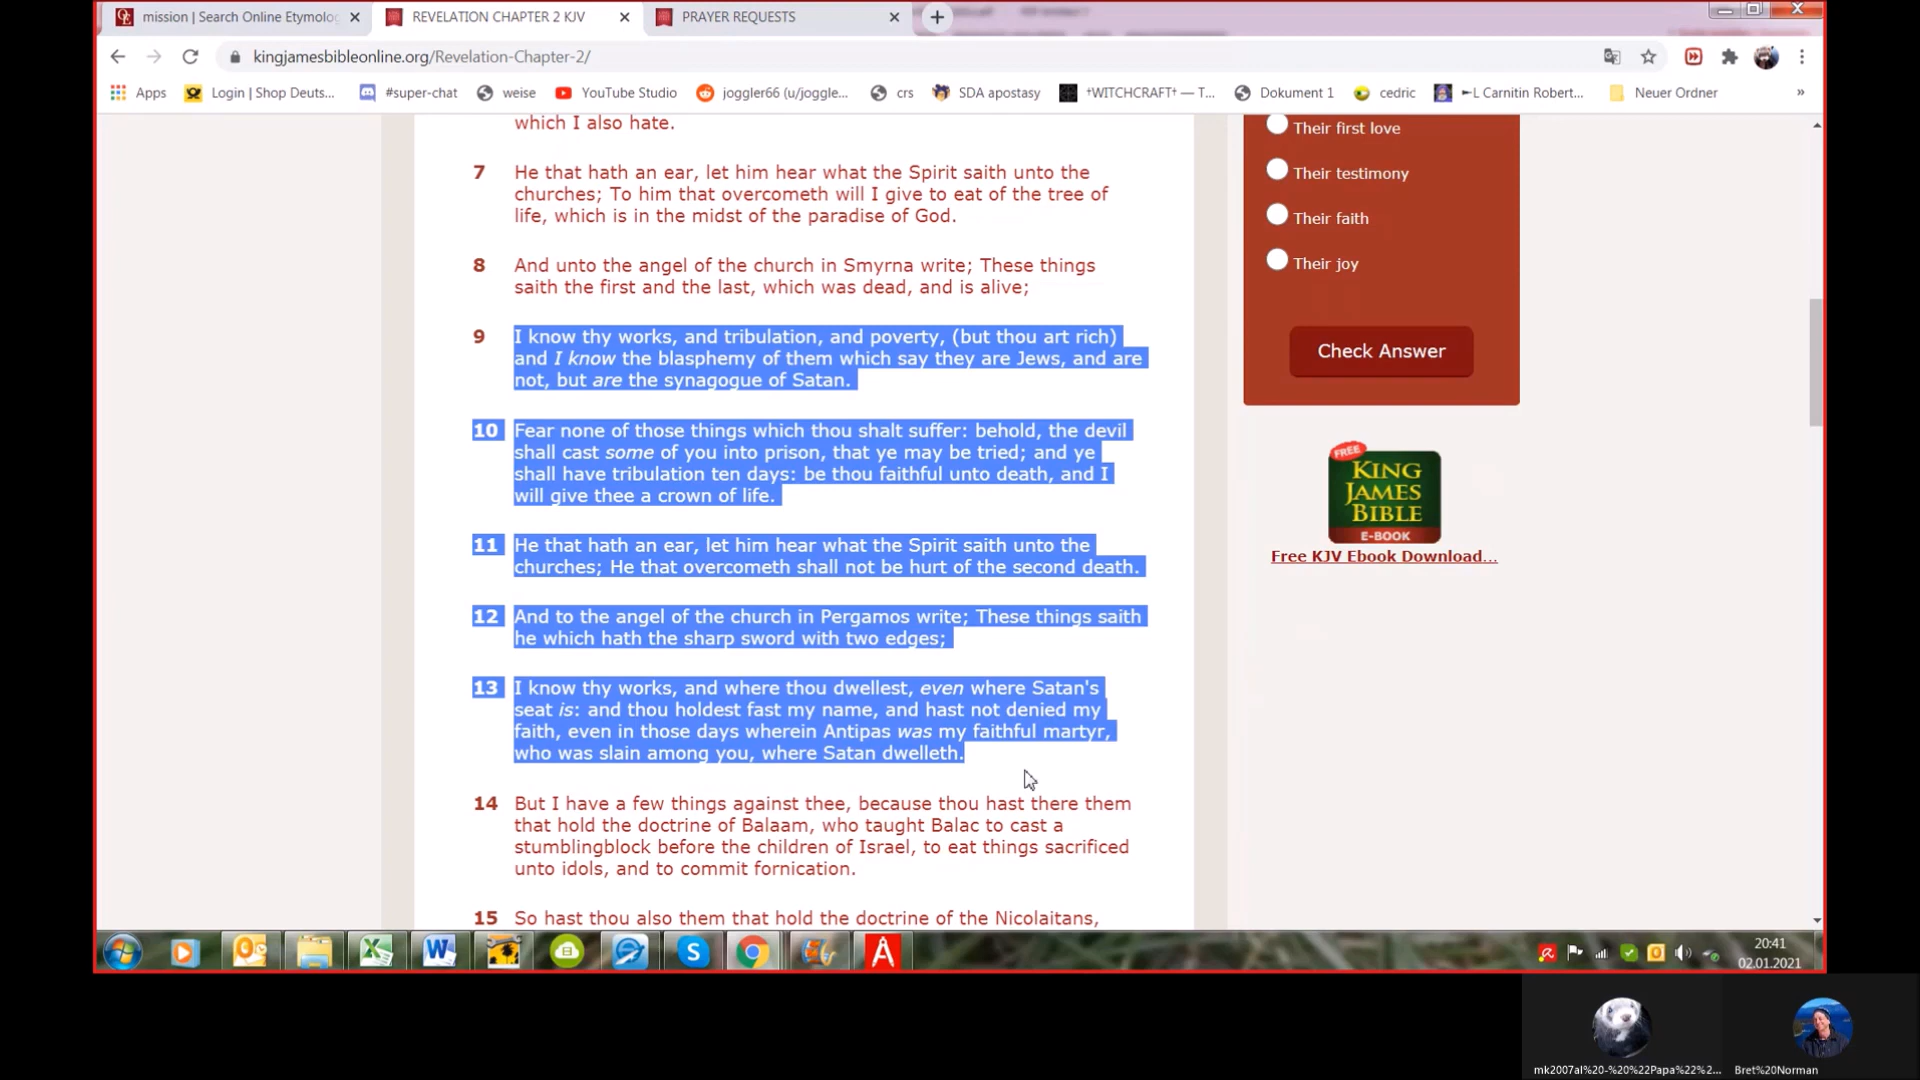 mission | Search Online Etymolog
REVELATION CHAPTER 2 KJV
PRAYER REQUESTS
kingjamesbibleonline.org/Revelation-Chapter-2/
Apps
Login | Shop Deuts...
#super-chat
weise
YouTube Studio
joggler66 (u/joggle...
crs
SDA apostasy
†WITCHCRAFT† — T...
Dokument 1
cedric
L Carnitin Robert...
Neuer Ordner
»
which I also hate.
7 He that hath an ear, let him hear what the Spirit saith unto the
churches; To him that overcometh will I give to eat of the tree of
life, which is in the midst of the paradise of God.
8 And unto the angel of the church in Smyrna write; These things
saith the first and the last, which was dead, and is alive;
9 I know thy works, and tribulation, and poverty, (but thou art rich)
and I know the blasphemy of them which say they are Jews, and are
not, but are the synagogue of Satan.
10 Fear none of those things which thou shalt suffer: behold, the devil
shall cast some of you into prison, that ye may be tried; and ye
shall have tribulation ten days: be thou faithful unto death, and I
will give thee a crown of life.
11 He that hath an ear, let him hear what the Spirit saith unto the
churches; He that overcometh shall not be hurt of the second death.
12 And to the angel of the church in Pergamos write; These things saith
he which hath the sharp sword with two edges;
13 I know thy works, and where thou dwellest, even where Satan's
seat is: and thou holdest fast my name, and hast not denied my
faith, even in those days wherein Antipas was my faithful martyr,
who was slain among you, where Satan dwelleth.
14 But I have a few things against thee, because thou hast there them
that hold the doctrine of Balaam, who taught Balac to cast a
stumblingblock before the children of Israel, to eat things sacrificed
unto idols, and to commit fornication.
15 So hast thou also them that hold the doctrine of the Nicolaitans,
Their first love
Their testimony
Their faith
Their joy
Check Answer
FREE
KING
JAMES
BIBLE
E-BOOK
Free KJV Ebook Download...
20:41
02.01.2021
mk2007al%20-%20%22Papa%22%2...
Bret%20Norman